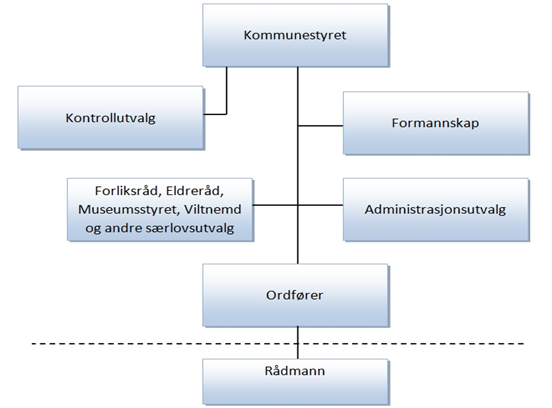 Kommunestyret
Kontrollutvalg
Formannskap
Forliksråd, Eldreråd,
Museumsstyret, Viltnemd
og andre særlovsutvalg
Administrasjonsutvalg
Ordfører
Rådmann